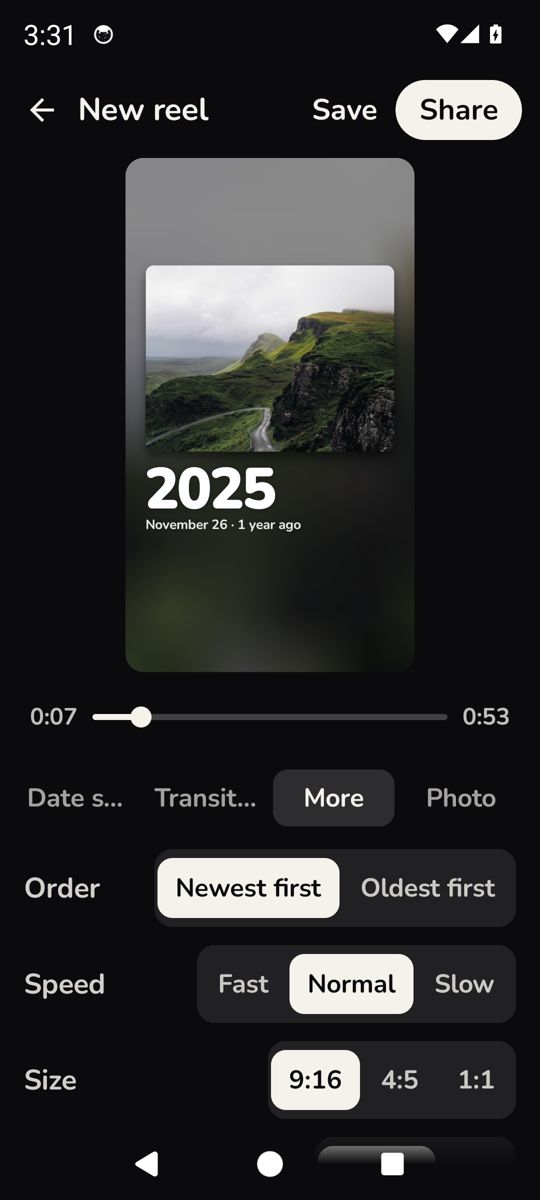 3:31
New reel
Save
Share
2025
November 26 · 1 year ago
0:07
0:53
Date s...
Transit...
More
Photo
Order
Newest first
Oldest first
Speed
Fast
Normal
Slow
Size
9:16
4:5
1:1